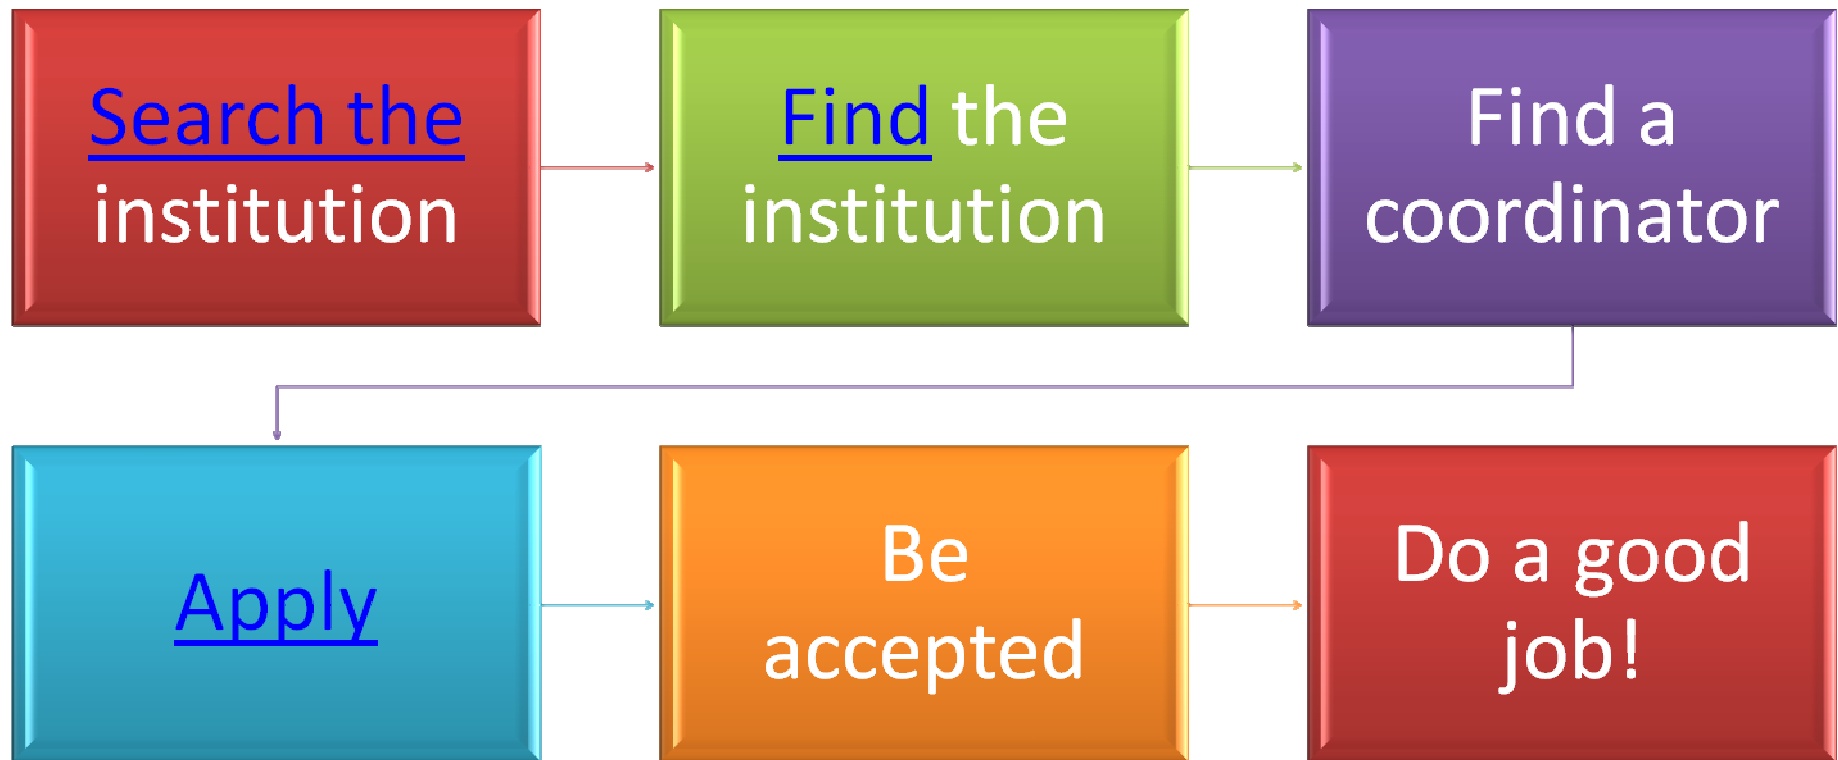 Search the
institution
Find the
institution
Find a
coordinator
Apply
Be
accepted
Do a good
job!